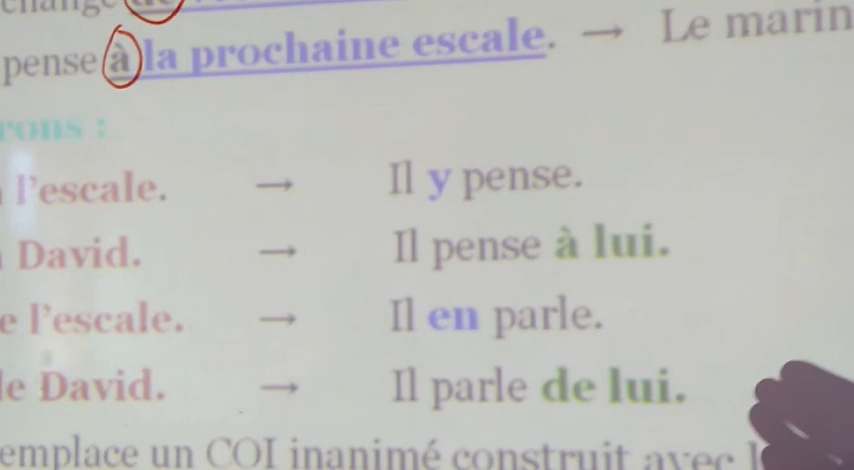 pense à la prochaine escale. → Le marin
l'escale. → Il y pense.
David. → Il pense à lui.
e l'escale. → Il en parle.
le David. → Il parle de lui.
emplace un COI inanimé construit avec